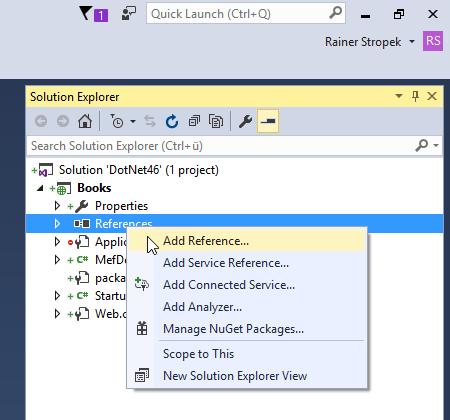 1
Quick Launch (Ctrl+Q)
Rainer Stropek RS
Solution Explorer
Search Solution Explorer (Ctrl+ü)
Solution 'DotNet46' (1 project)
Books
Properties
References
Add Reference...
Applic
Add Service Reference...
MefDe
Add Connected Service...
packa
Add Analyzer...
Startu
Manage NuGet Packages...
Web.c
Scope to This
New Solution Explorer View